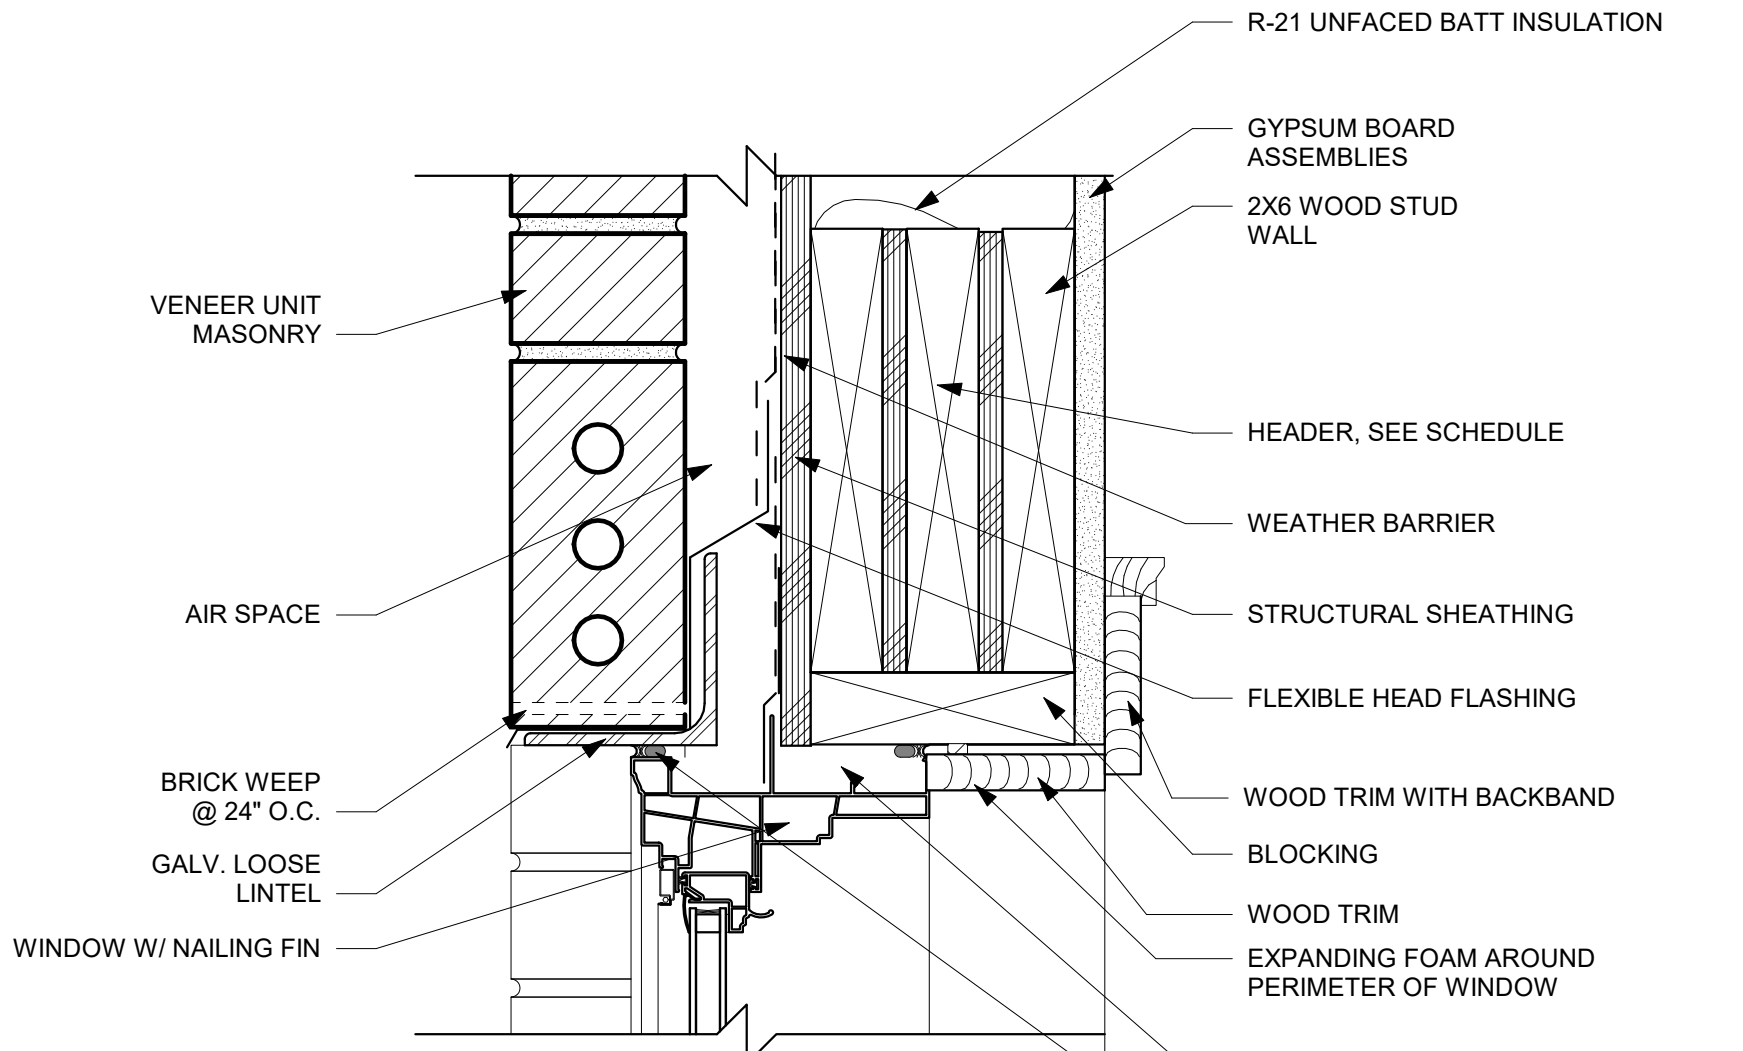 R-21 UNFACED BATT INSULATION
GYPSUM BOARD
ASSEMBLIES
2X6 WOOD STUD
WALL
VENEER UNIT
MASONRY
HEADER, SEE SCHEDULE
WEATHER BARRIER
AIR SPACE
STRUCTURAL SHEATHING
FLEXIBLE HEAD FLASHING
BRICK WEEP
@ 24" O.C.
WOOD TRIM WITH BACKBAND
GALV. LOOSE
LINTEL
BLOCKING
WOOD TRIM
WINDOW W/ NAILING FIN
EXPANDING FOAM AROUND
PERIMETER OF WINDOW